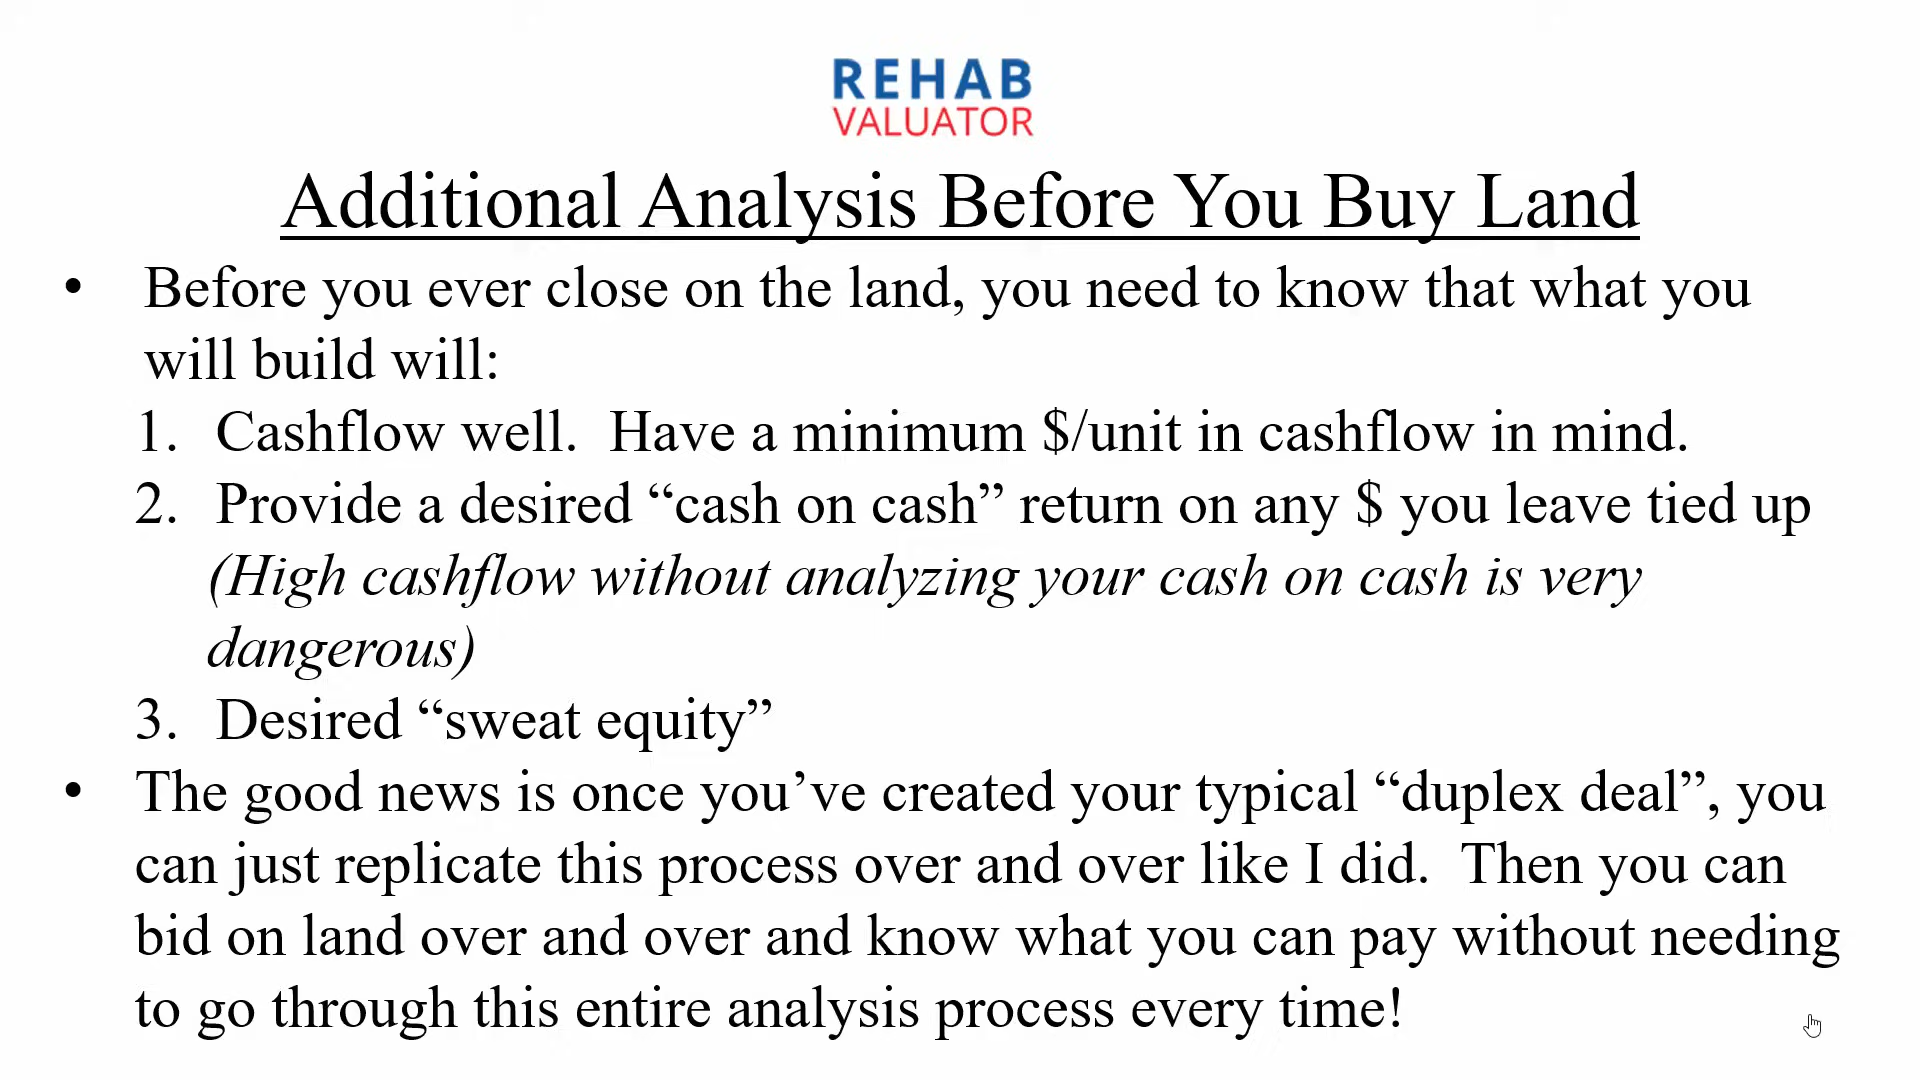 REHAB
VALUATOR
Additional Analysis Before You Buy Land
• Before you ever close on the land, you need to know that what you
will build will:
1. Cashflow well.  Have a minimum $/unit in cashflow in mind.
2. Provide a desired “cash on cash” return on any $ you leave tied up
(High cashflow without analyzing your cash on cash is very
dangerous)
3. Desired “sweat equity”
• The good news is once you’ve created your typical “duplex deal”, you
can just replicate this process over and over like I did.  Then you can
bid on land over and over and know what you can pay without needing
to go through this entire analysis process every time!